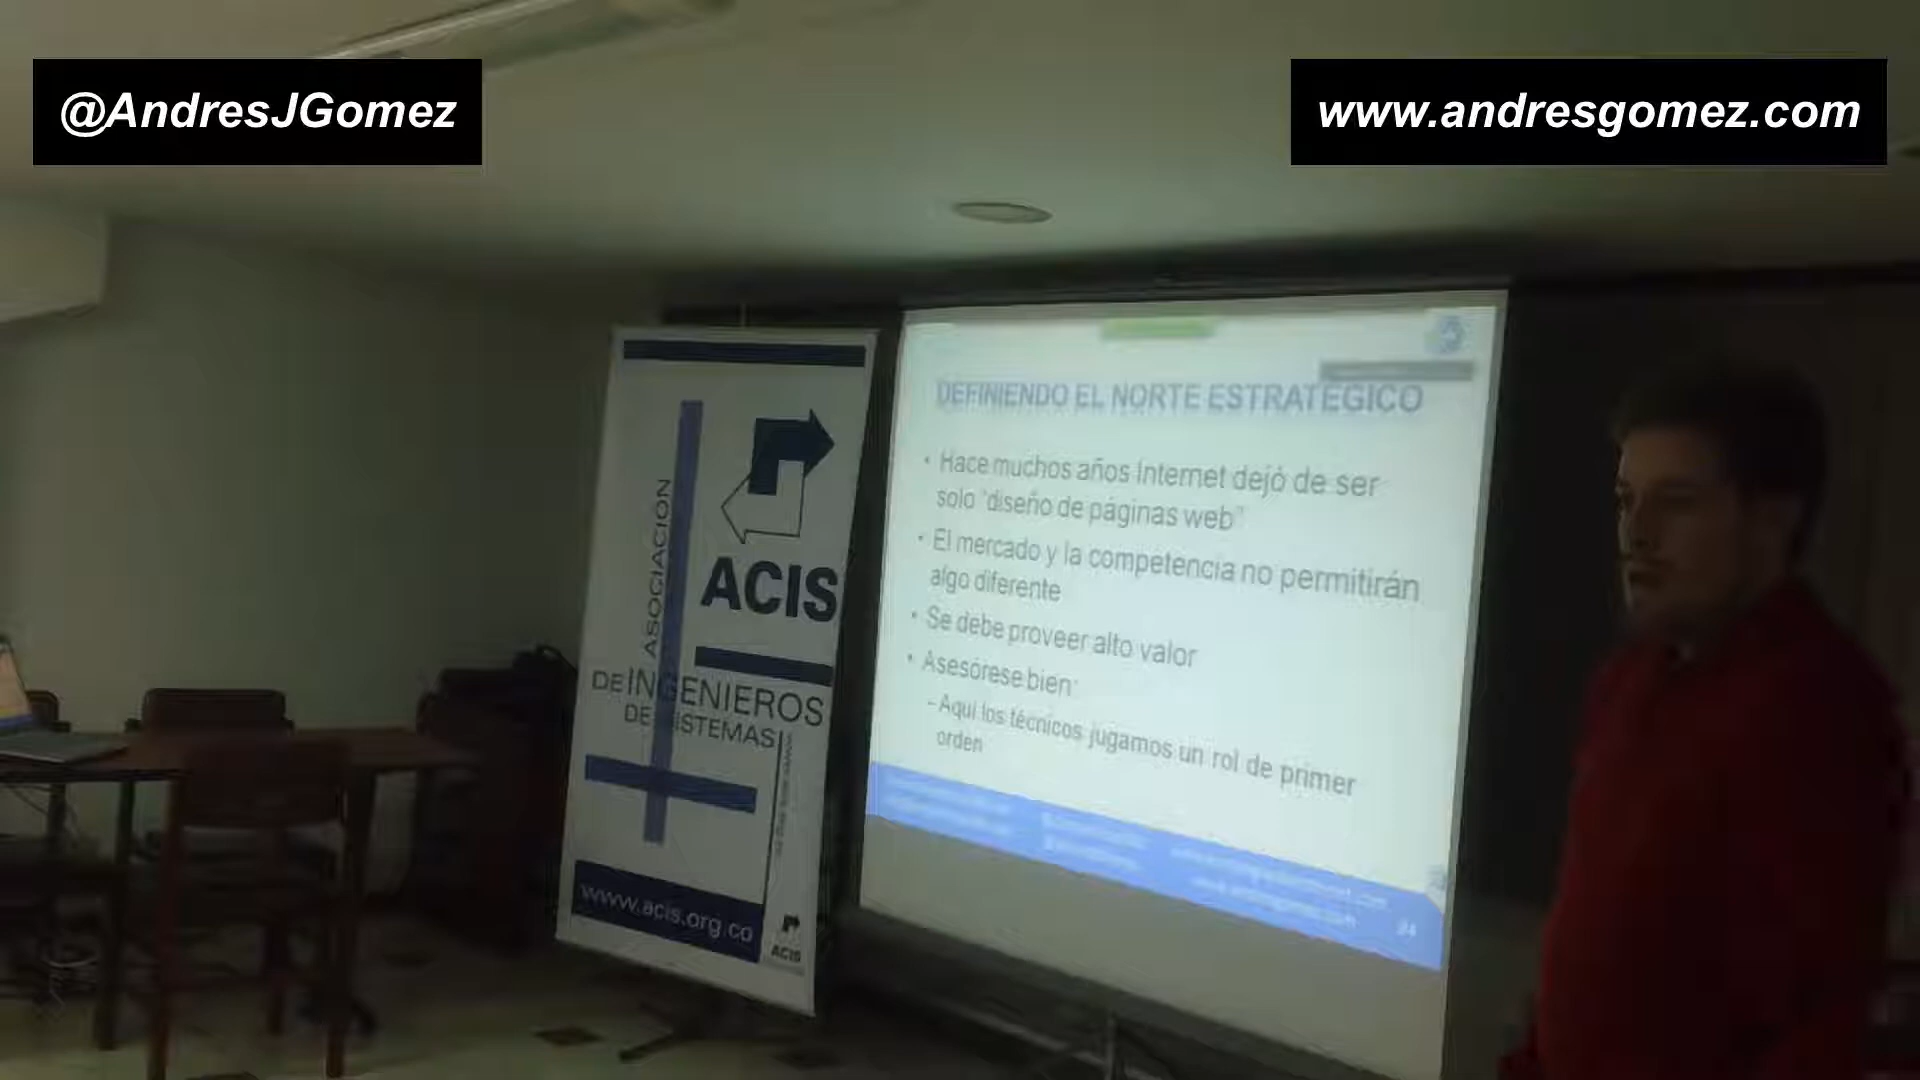 @AndresJGomez
www.andresgomez.com
ASOCIACIÓN
ACIS
DE INGENIEROS
DE SISTEMAS
www.acis.org.co
ACIS
DEFINIENDO EL NORTE ESTRATÉGICO
• Hace muchos años Internet dejó de ser
solo "diseño de páginas web"
• El mercado y la competencia no permitirán
algo diferente
• Se debe proveer alto valor
• Asesórese bien:
– Aquí los técnicos jugamos un rol de primer
orden